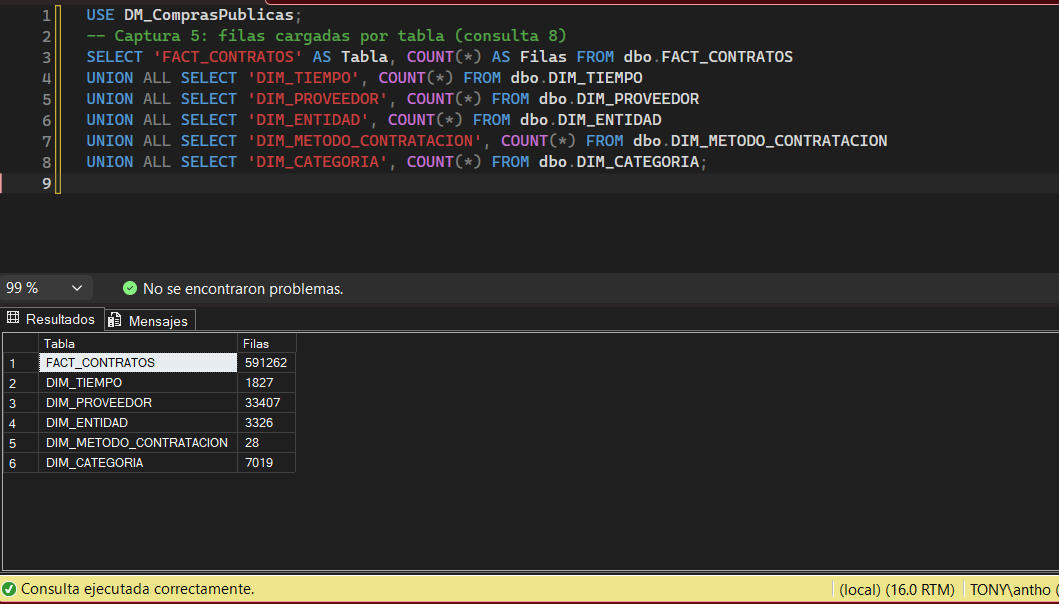 1 USE DM_ComprasPublicas;
2 -- Captura 5: filas cargadas por tabla (consulta 8)
3 SELECT 'FACT_CONTRATOS' AS Tabla, COUNT(*) AS Filas FROM dbo.FACT_CONTRATOS
4 UNION ALL SELECT 'DIM_TIEMPO', COUNT(*) FROM dbo.DIM_TIEMPO
5 UNION ALL SELECT 'DIM_PROVEEDOR', COUNT(*) FROM dbo.DIM_PROVEEDOR
6 UNION ALL SELECT 'DIM_ENTIDAD', COUNT(*) FROM dbo.DIM_ENTIDAD
7 UNION ALL SELECT 'DIM_METODO_CONTRATACION', COUNT(*) FROM dbo.DIM_METODO_CONTRATACION
8 UNION ALL SELECT 'DIM_CATEGORIA', COUNT(*) FROM dbo.DIM_CATEGORIA;
9
99 % No se encontraron problemas.
Resultados Mensajes
Tabla Filas
1 FACT_CONTRATOS 591262
2 DIM_TIEMPO 1827
3 DIM_PROVEEDOR 33407
4 DIM_ENTIDAD 3326
5 DIM_METODO_CONTRATACION 28
6 DIM_CATEGORIA 7019
Consulta ejecutada correctamente. (local) (16.0 RTM) TONY\antho (